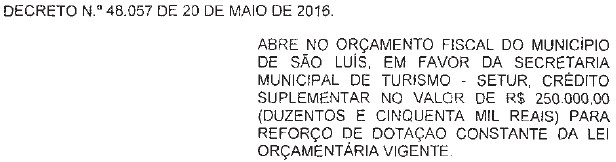 DECRETO N.º 48.057 DE 20 DE MAIO DE 2016.
ABRE NO ORÇAMENTO FISCAL DO MUNICÍPIO
DE SÃO LUÍS, EM FAVOR DA SECRETARIA
MUNICIPAL DE TURISMO - SETUR, CRÉDITO
SUPLEMENTAR NO VALOR DE R$ 250.000,00
(DUZENTOS E CINQUENTA MIL REAIS) PARA
REFORÇO DE DOTAÇAO CONSTANTE DA LEI
ORÇAMENTÁRIA VIGENTE.